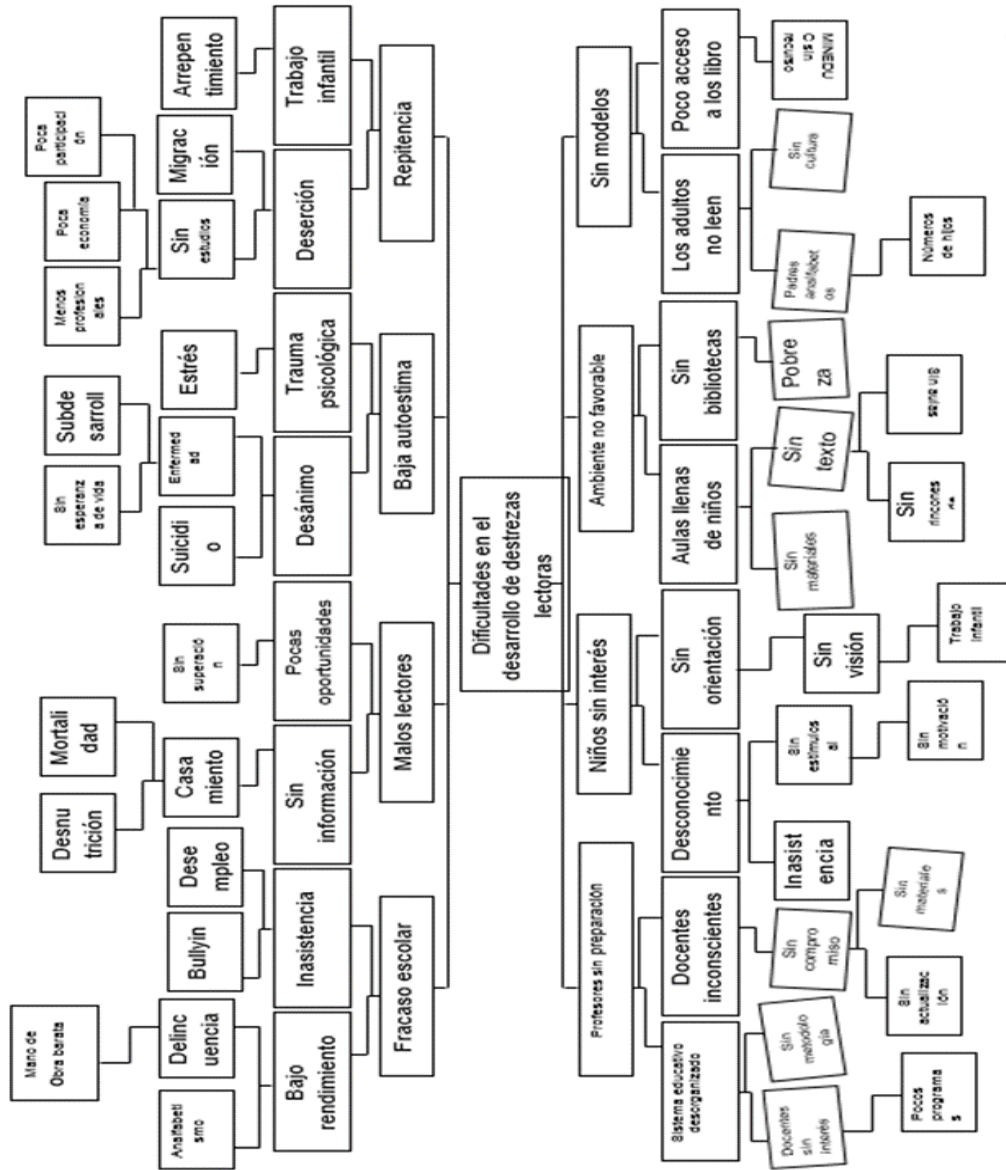 Mano de
Obra barata
Desnu
trición
Mortali
dad
Sin
esperanz
a de vida
Subde
sarroll
Menos
profesion
ales
Poca
economía
Poca
participaci
ón
Analfabeti
smo
Delinc
uencia
Bullyin
Dese
mpleo
Casa
miento
Sin
superació
n
Suicidi
o
Enfermed
ad
Estrés
Sin
estudios
Migrac
ión
Arrepen
timiento
Bajo
rendimiento
Inasistencia
Sin
información
Pocas
oportunidades
Desánimo
Trauma
psicológica
Deserción
Trabajo
infantil
Fracaso escolar
Malos lectores
Baja autoestima
Repitencia
Dificultades en el
desarrollo de destrezas
lectoras
Profesores sin preparación
Niños sin interés
Ambiente no favorable
Sin modelos
Sistema educativo
desorganizado
Docentes
inconscientes
Desconocimie
nto
Sin
orientación
Aulas llenas
de niños
Sin
bibliotecas
Los adultos
no leen
Poco acceso
a los libro
Docentes
sin
interés
Sin
metodolo
gía
Sin
compro
miso
Inasist
encia
Sin
estímulos
al
Sin
visión
Sin
materiales
Sin
texto
Pobre
za
Padres
analfabet
os
Sin
cultura
MINEDU
C sin
recurso
Pocos
programa
s
Sin
actualizac
ión
Sin
materiale
s
Sin
motivació
n
Trabajo
infantil
Sin
rincones
Sin aulas
Números
de hijos